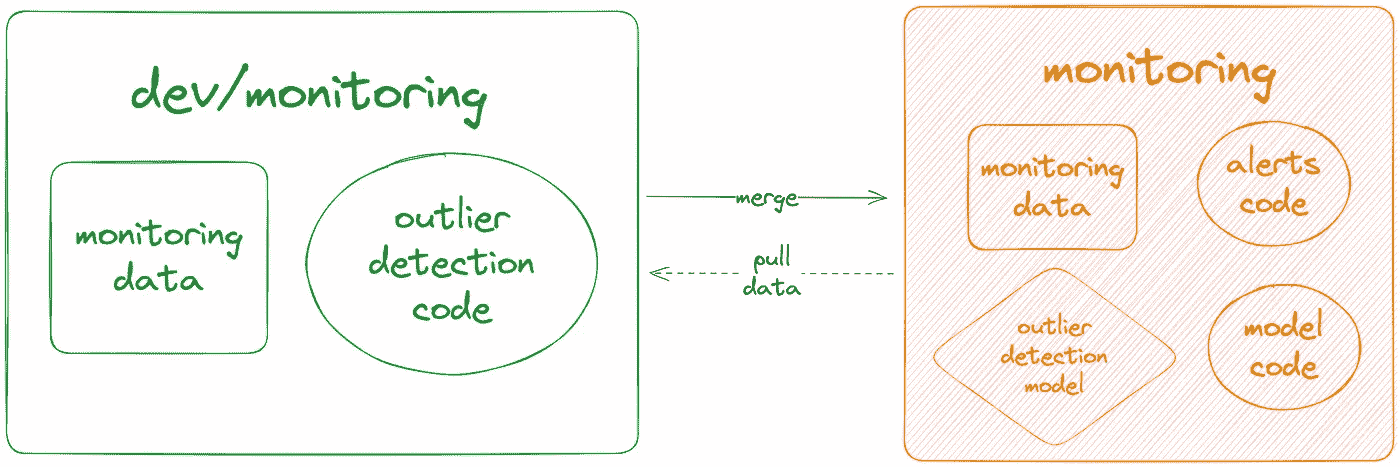 dev/monitoring
monitoring
data
outlier
detection
code
merge
pull
data
monitoring
monitoring
data
alerts
code
outlier
detection
model
model
code